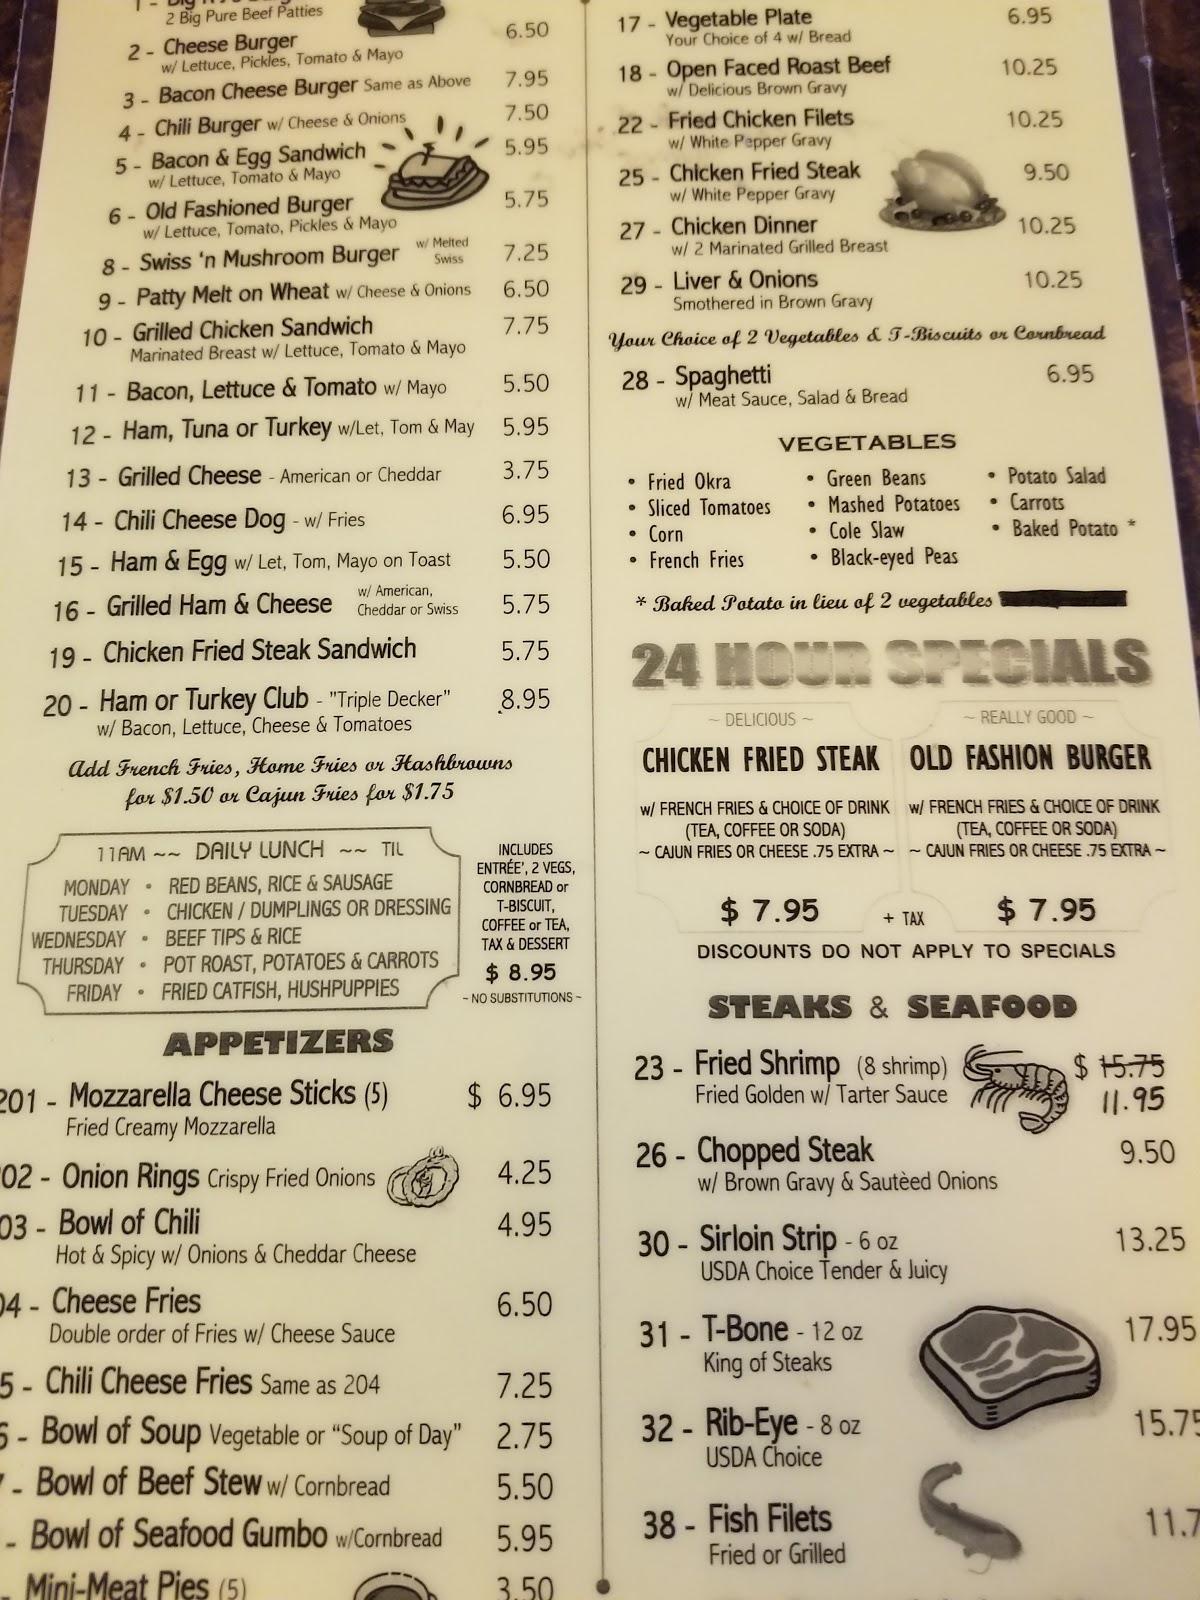 2 Big Pure Beef Patties
2 - Cheese Burger 6.50
w/ Lettuce, Pickles, Tomato & Mayo
3 - Bacon Cheese Burger Same as Above 7.95
4 - Chili Burger w/ Cheese & Onions 7.50
5 - Bacon & Egg Sandwich 5.95
w/ Lettuce, Tomato & Mayo
6 - Old Fashioned Burger 5.75
w/ Lettuce, Tomato, Pickles & Mayo
8 - Swiss 'n Mushroom Burger w/ Melted Swiss 7.25
9 - Patty Melt on Wheat w/ Cheese & Onions 6.50
10 - Grilled Chicken Sandwich 7.75
Marinated Breast w/ Lettuce, Tomato & Mayo
11 - Bacon, Lettuce & Tomato w/ Mayo 5.50
12 - Ham, Tuna or Turkey w/Let, Tom & May 5.95
13 - Grilled Cheese - American or Cheddar 3.75
14 - Chili Cheese Dog - w/ Fries 6.95
15 - Ham & Egg w/ Let, Tom, Mayo on Toast 5.50
16 - Grilled Ham & Cheese w/ American, Cheddar or Swiss 5.75
19 - Chicken Fried Steak Sandwich 5.75
20 - Ham or Turkey Club - "Triple Decker" 8.95
w/ Bacon, Lettuce, Cheese & Tomatoes
Add French Fries, Home Fries or Hashbrowns
for $1.50 or Cajun Fries for $1.75
11AM ~~ DAILY LUNCH ~~ TIL
MONDAY • RED BEANS, RICE & SAUSAGE
TUESDAY • CHICKEN / DUMPLINGS OR DRESSING
WEDNESDAY • BEEF TIPS & RICE
THURSDAY • POT ROAST, POTATOES & CARROTS
FRIDAY • FRIED CATFISH, HUSHPUPPIES
INCLUDES
ENTRÉE', 2 VEGS,
CORNBREAD or
T-BISCUIT,
COFFEE or TEA,
TAX & DESSERT
$ 8.95
~ NO SUBSTITUTIONS ~
APPETIZERS
201 - Mozzarella Cheese Sticks (5) $ 6.95
Fried Creamy Mozzarella
02 - Onion Rings Crispy Fried Onions 4.25
03 - Bowl of Chili 4.95
Hot & Spicy w/ Onions & Cheddar Cheese
04 - Cheese Fries 6.50
Double order of Fries w/ Cheese Sauce
5 - Chili Cheese Fries Same as 204 7.25
6 - Bowl of Soup Vegetable or "Soup of Day" 2.75
- Bowl of Beef Stew w/ Cornbread 5.50
- Bowl of Seafood Gumbo w/Cornbread 5.95
- Mini-Meat Pies (5) 3.50
17 - Vegetable Plate 6.95
Your Choice of 4 w/ Bread
18 - Open Faced Roast Beef 10.25
w/ Delicious Brown Gravy
22 - Fried Chicken Filets 10.25
w/ White Pepper Gravy
25 - Chicken Fried Steak 9.50
w/ White Pepper Gravy
27 - Chicken Dinner 10.25
w/ 2 Marinated Grilled Breast
29 - Liver & Onions 10.25
Smothered in Brown Gravy
Your Choice of 2 Vegetables & T-Biscuits or Cornbread
28 - Spaghetti 6.95
w/ Meat Sauce, Salad & Bread
VEGETABLES
• Fried Okra • Green Beans • Potato Salad
• Sliced Tomatoes • Mashed Potatoes • Carrots
• Corn • Cole Slaw • Baked Potato *
• French Fries • Black-eyed Peas
* Baked Potato in lieu of 2 vegetables
24 HOUR SPECIALS
~ DELICIOUS ~
CHICKEN FRIED STEAK
w/ FRENCH FRIES & CHOICE OF DRINK
(TEA, COFFEE OR SODA)
~ CAJUN FRIES OR CHEESE .75 EXTRA ~
$ 7.95
+ TAX
~ REALLY GOOD ~
OLD FASHION BURGER
w/ FRENCH FRIES & CHOICE OF DRINK
(TEA, COFFEE OR SODA)
~ CAJUN FRIES OR CHEESE .75 EXTRA ~
$ 7.95
DISCOUNTS DO NOT APPLY TO SPECIALS
STEAKS & SEAFOOD
23 - Fried Shrimp (8 shrimp) $ 15.75
Fried Golden w/ Tarter Sauce 11.95
26 - Chopped Steak 9.50
w/ Brown Gravy & Sautèed Onions
30 - Sirloin Strip - 6 oz 13.25
USDA Choice Tender & Juicy
31 - T-Bone - 12 oz 17.95
King of Steaks
32 - Rib-Eye - 8 oz 15.75
USDA Choice
38 - Fish Filets 11.7
Fried or Grilled